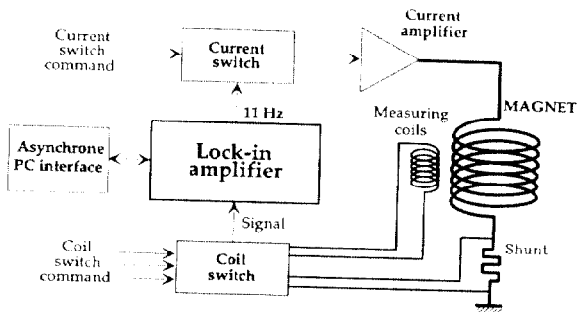 Current
switch
command
Current
switch
Current
amplifier
MAGNET
11 Hz
Measuring
coils
Asynchrone
PC interface
Lock-in
amplifier
Signal
Coil
switch
command
Coil
switch
Shunt